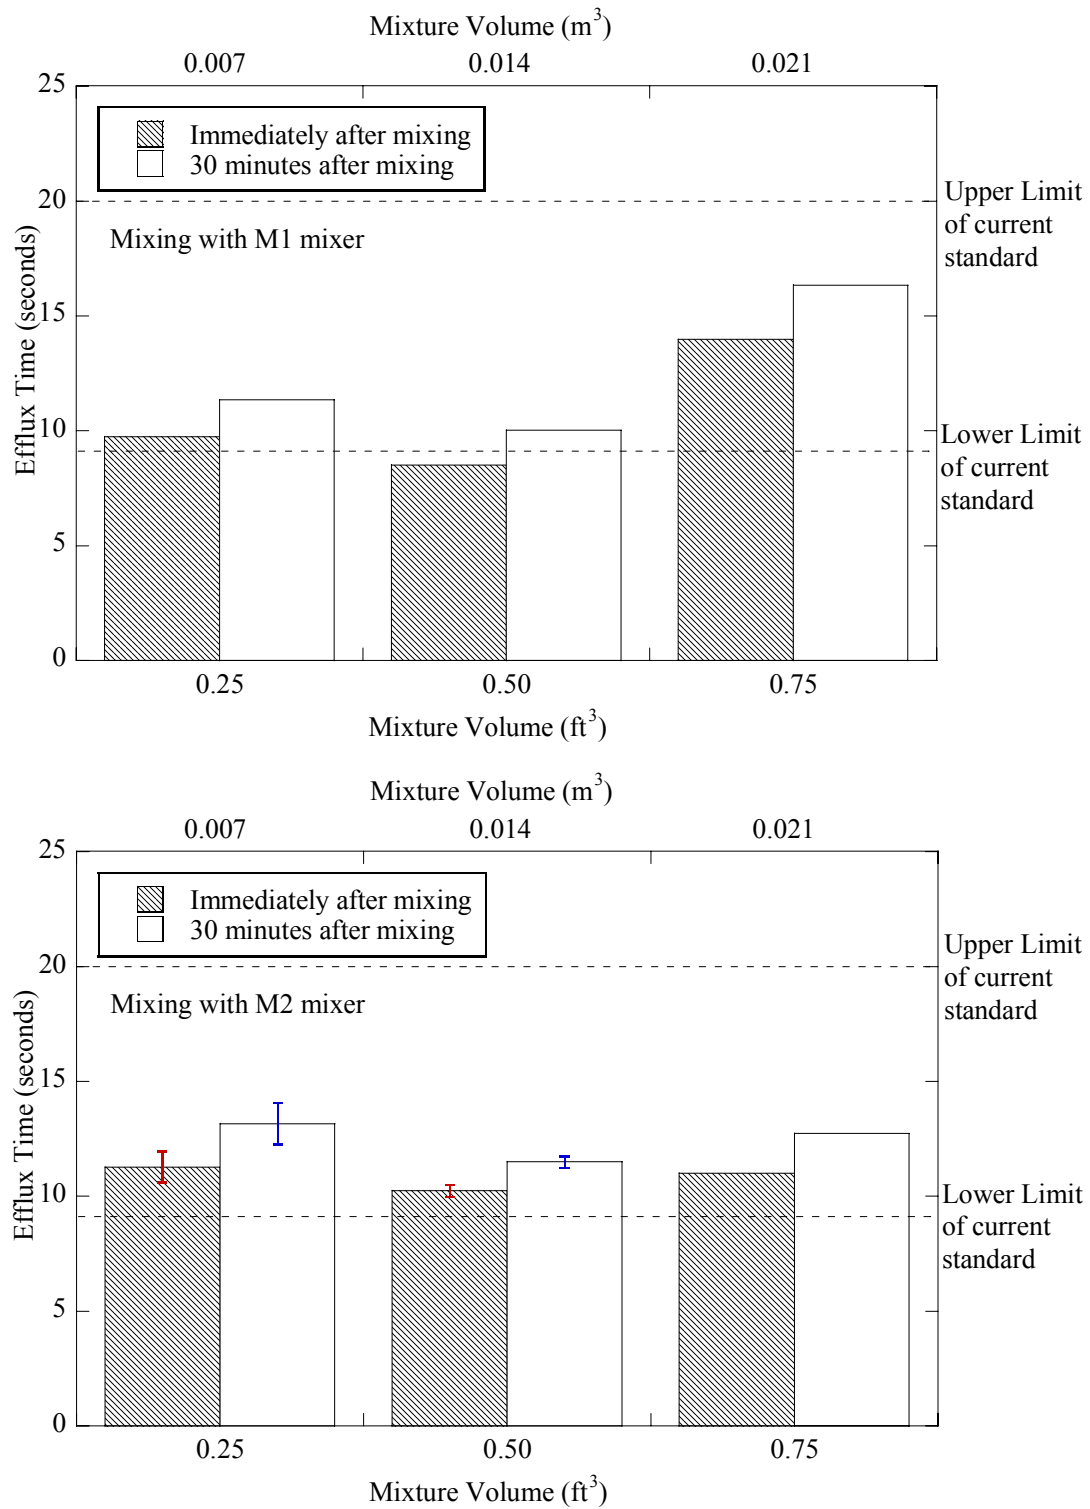 Mixture Volume (m³)
0.007 0.014 0.021
25
Immediately after mixing
30 minutes after mixing
20
Upper Limit
of current
standard
Mixing with M1 mixer
15
Efflux Time (seconds)
10
Lower Limit
of current
standard
5
0
0.25 0.50 0.75
Mixture Volume (ft³)
Mixture Volume (m³)
0.007 0.014 0.021
25
Immediately after mixing
30 minutes after mixing
20
Upper Limit
of current
standard
Mixing with M2 mixer
15
Efflux Time (seconds)
10
Lower Limit
of current
standard
5
0
0.25 0.50 0.75
Mixture Volume (ft³)